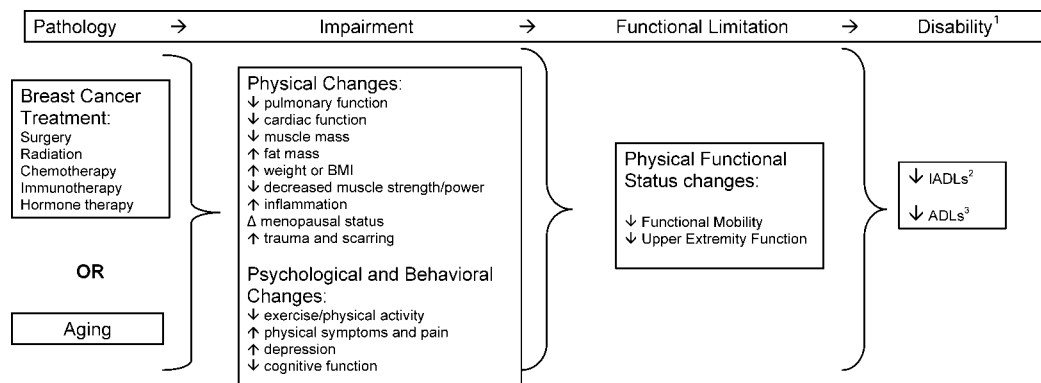 Pathology → Impairment → Functional Limitation → Disability¹
Breast Cancer
Treatment:
Surgery
Radiation
Chemotherapy
Immunotherapy
Hormone therapy
OR
Aging
Physical Changes:
↓ pulmonary function
↓ cardiac function
↓ muscle mass
↑ fat mass
↑ weight or BMI
↓ decreased muscle strength/power
↑ inflammation
Δ menopausal status
↑ trauma and scarring
Psychological and Behavioral
Changes:
↓ exercise/physical activity
↑ physical symptoms and pain
↑ depression
↓ cognitive function
Physical Functional
Status changes:
↓ Functional Mobility
↓ Upper Extremity Function
↓ IADLs²
↓ ADLs³